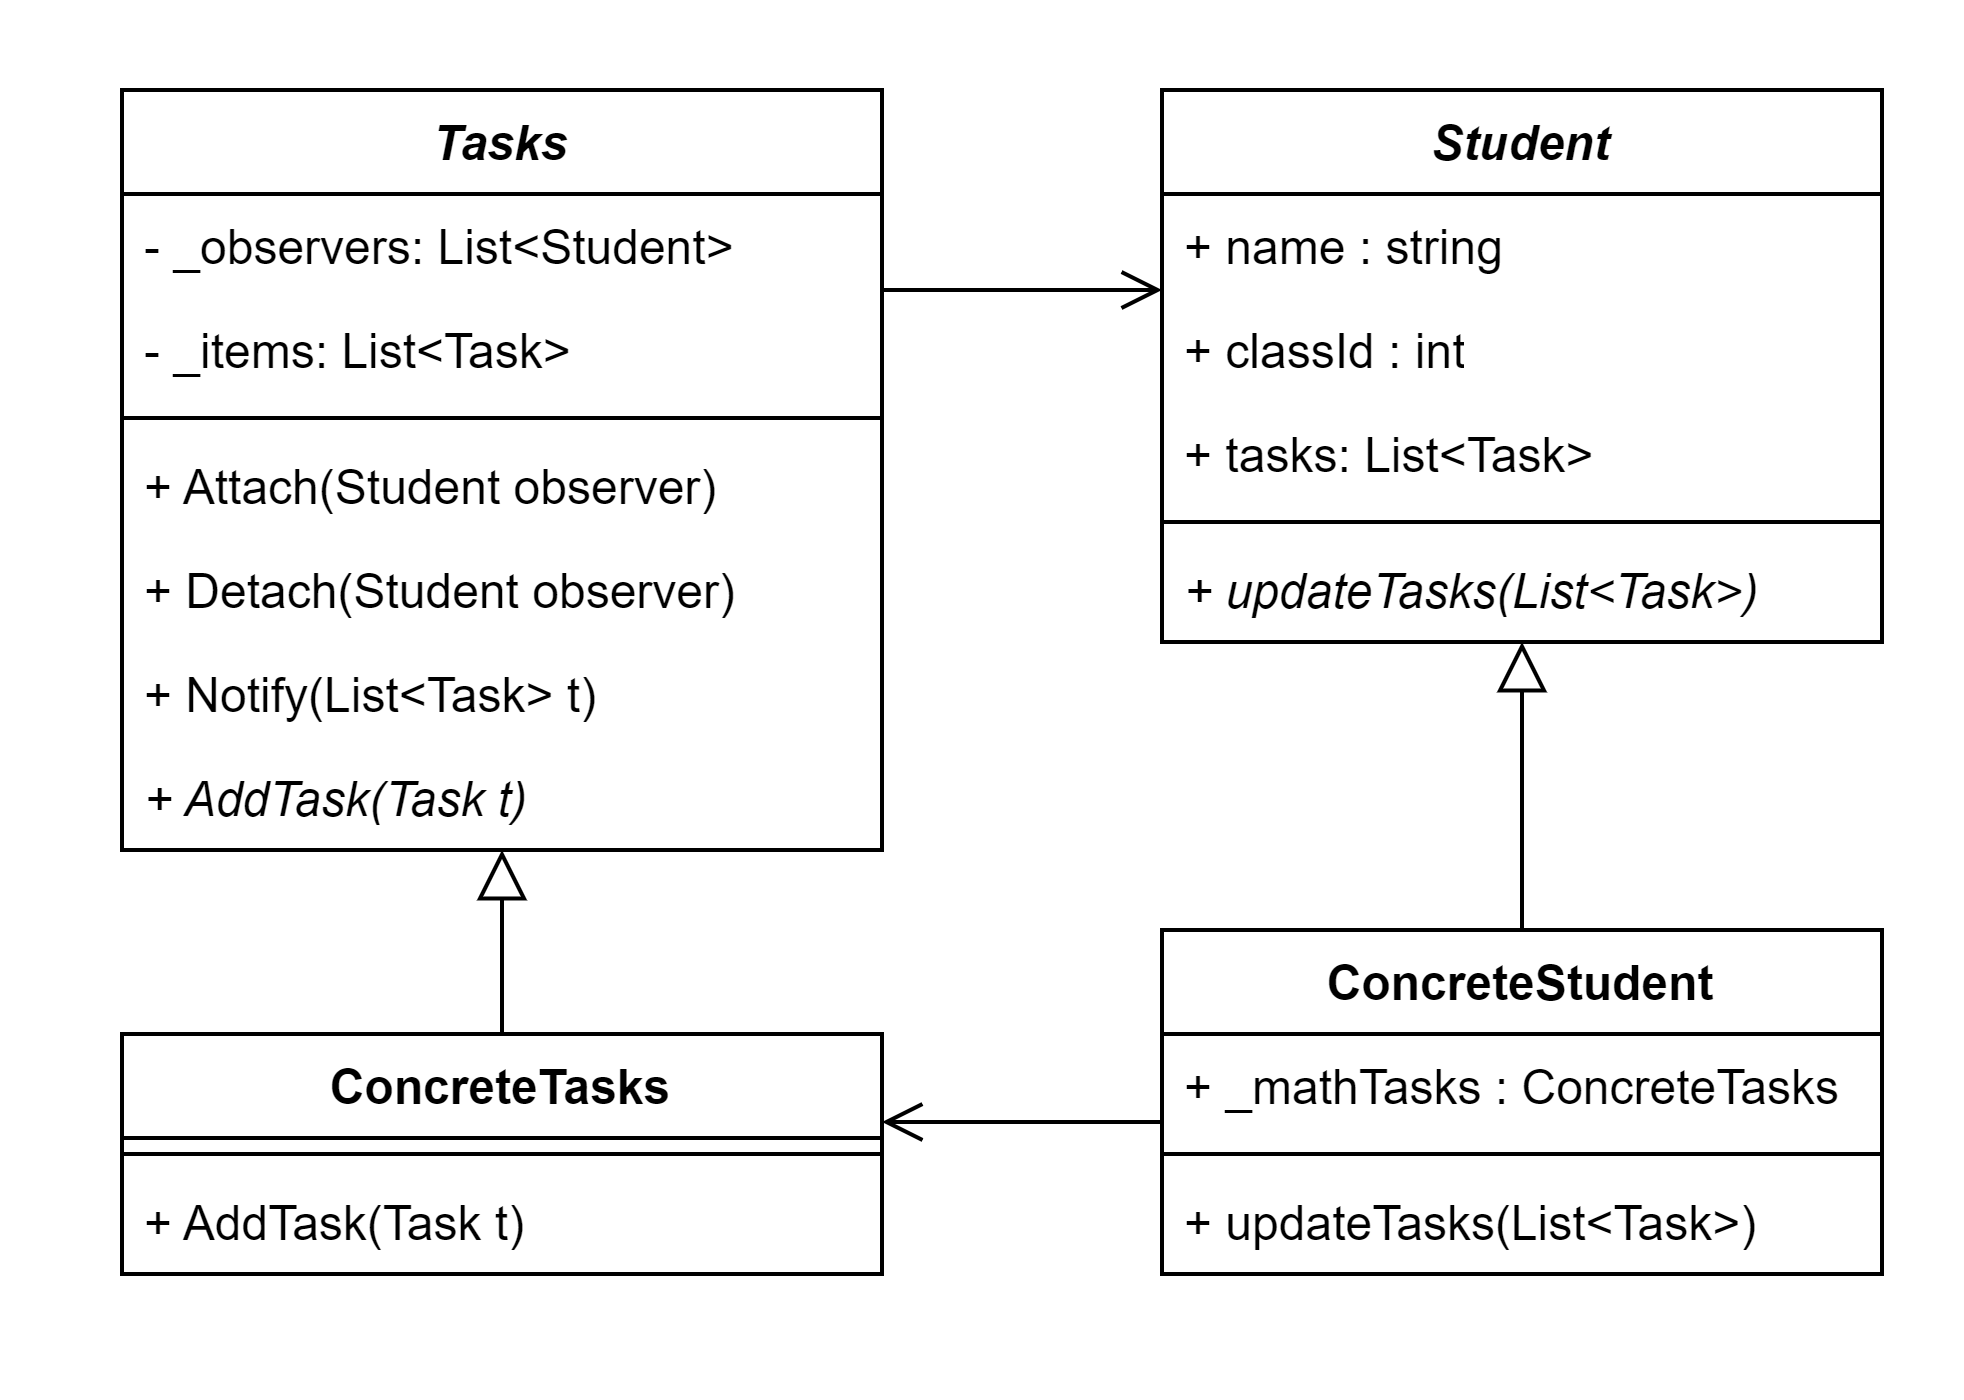 Tasks
- _observers: List<Student>
- _items: List<Task>
+ Attach(Student observer)
+ Detach(Student observer)
+ Notify(List<Task> t)
+ AddTask(Task t)
Student
+ name : string
+ classId : int
+ tasks: List<Task>
+ updateTasks(List<Task>)
ConcreteTasks
+ AddTask(Task t)
ConcreteStudent
+ _mathTasks : ConcreteTasks
+ updateTasks(List<Task>)